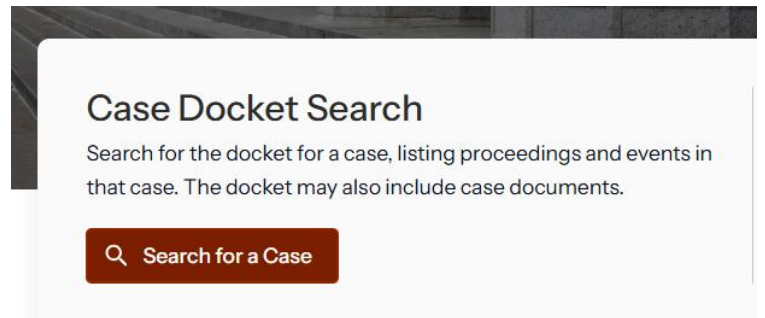 Case Docket Search
Search for the docket for a case, listing proceedings and events in
that case. The docket may also include case documents.
Search for a Case